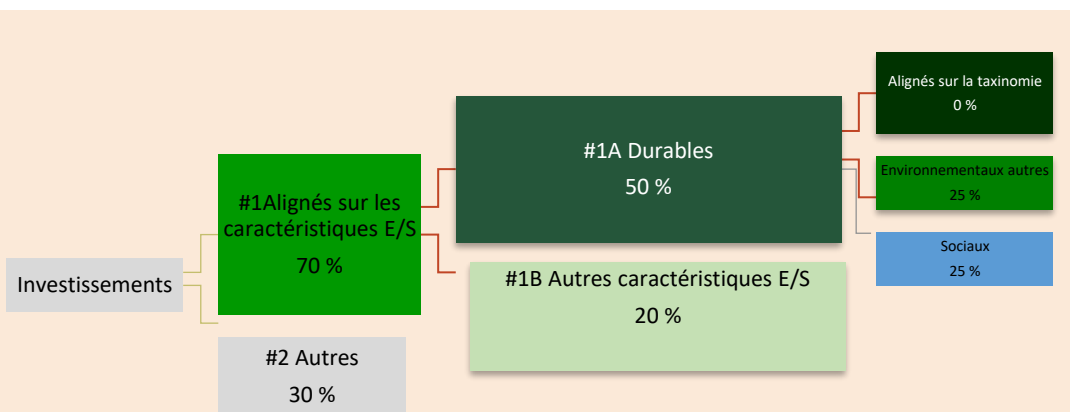 Investissements
#1Alignés sur les
caractéristiques E/S
70 %
#2 Autres
30 %
#1A Durables
50 %
#1B Autres caractéristiques E/S
20 %
Alignés sur la taxinomie
0 %
Environnementaux autres
25 %
Sociaux
25 %